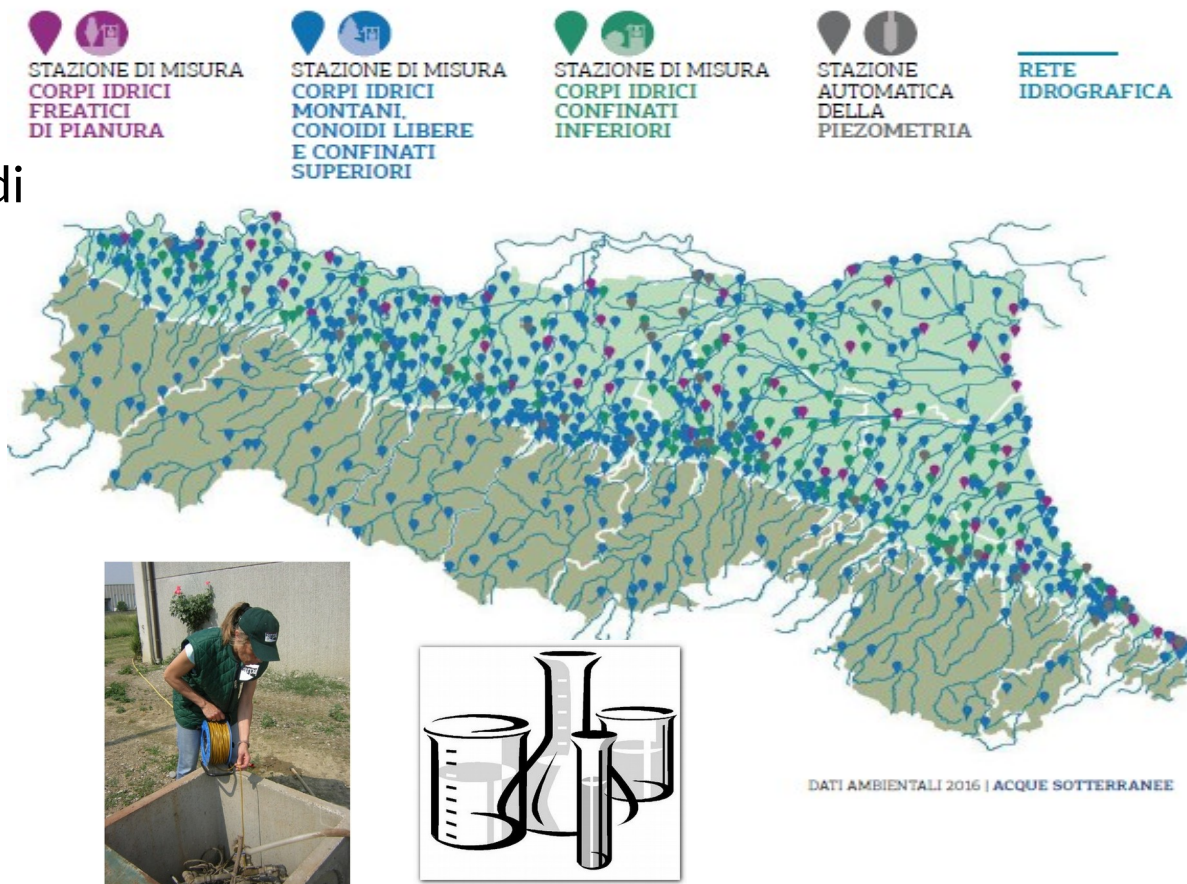 STAZIONE DI MISURA
CORPI IDRICI
FREATICI
DI PIANURA
STAZIONE DI MISURA
CORPI IDRICI
MONTANI,
CONOIDI LIBERE
E CONFINATI
SUPERIORI
STAZIONE DI MISURA
CORPI IDRICI
CONFINATI
INFERIORI
STAZIONE
AUTOMATICA
DELLA
PIEZOMETRIA
RETE
IDROGRAFICA
di
DATI AMBIENTALI 2016 | ACQUE SOTTERRANEE